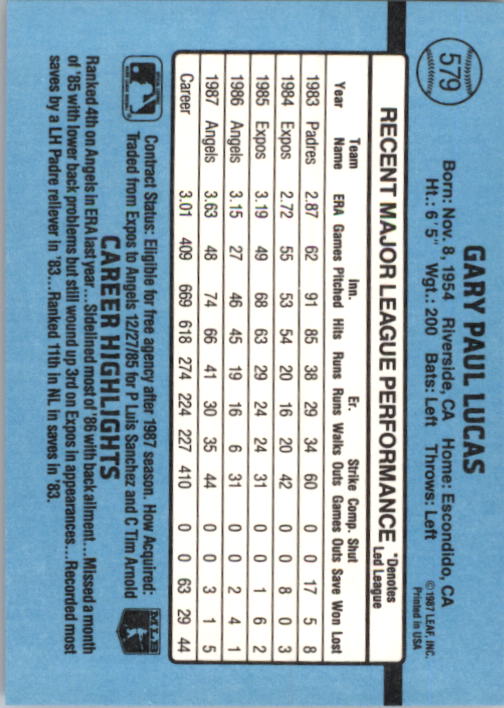 579
GARY PAUL LUCAS
Born: Nov. 8, 1954 Riverside, CA Home: Escondido, CA
Ht.: 6'5" Wgt.: 200 Bats: Left Throws: Left
©1987 LEAF, INC.
Printed in USA
RECENT MAJOR LEAGUE PERFORMANCE *Denotes
Led League
Team Inn. Er. Strike Comp. Shut
Year Name ERA Games Pitched Hits Runs Runs Walks Outs Games Outs Save Won Lost
1983 Padres 2.87 62 91 85 38 29 34 60 0 0 17 5 8
1984 Expos 2.72 55 53 54 20 16 20 42 0 0 8 0 3
1985 Expos 3.19 49 68 63 29 24 24 31 0 0 1 6 2
1986 Angels 3.15 27 46 45 19 16 6 31 0 0 2 4 1
1987 Angels 3.63 48 74 66 41 30 35 44 0 0 3 1 5
Career 3.01 409 669 618 274 224 227 410 0 0 63 29 44
Contract Status: Eligible for free agency after 1987 season. How Acquired:
Traded from Expos to Angels 12/27/85 for P Luis Sanchez and C Tim Arnold
MLB
CAREER HIGHLIGHTS
Ranked 4th on Angels in ERA last year...Sidelined most of '86 with back ailment...Missed a month
of '85 with lower back problems but still wound up 3rd on Expos in appearances...Recorded most
saves by a LH Padre reliever in '83...Ranked 11th in NL in saves in '83.